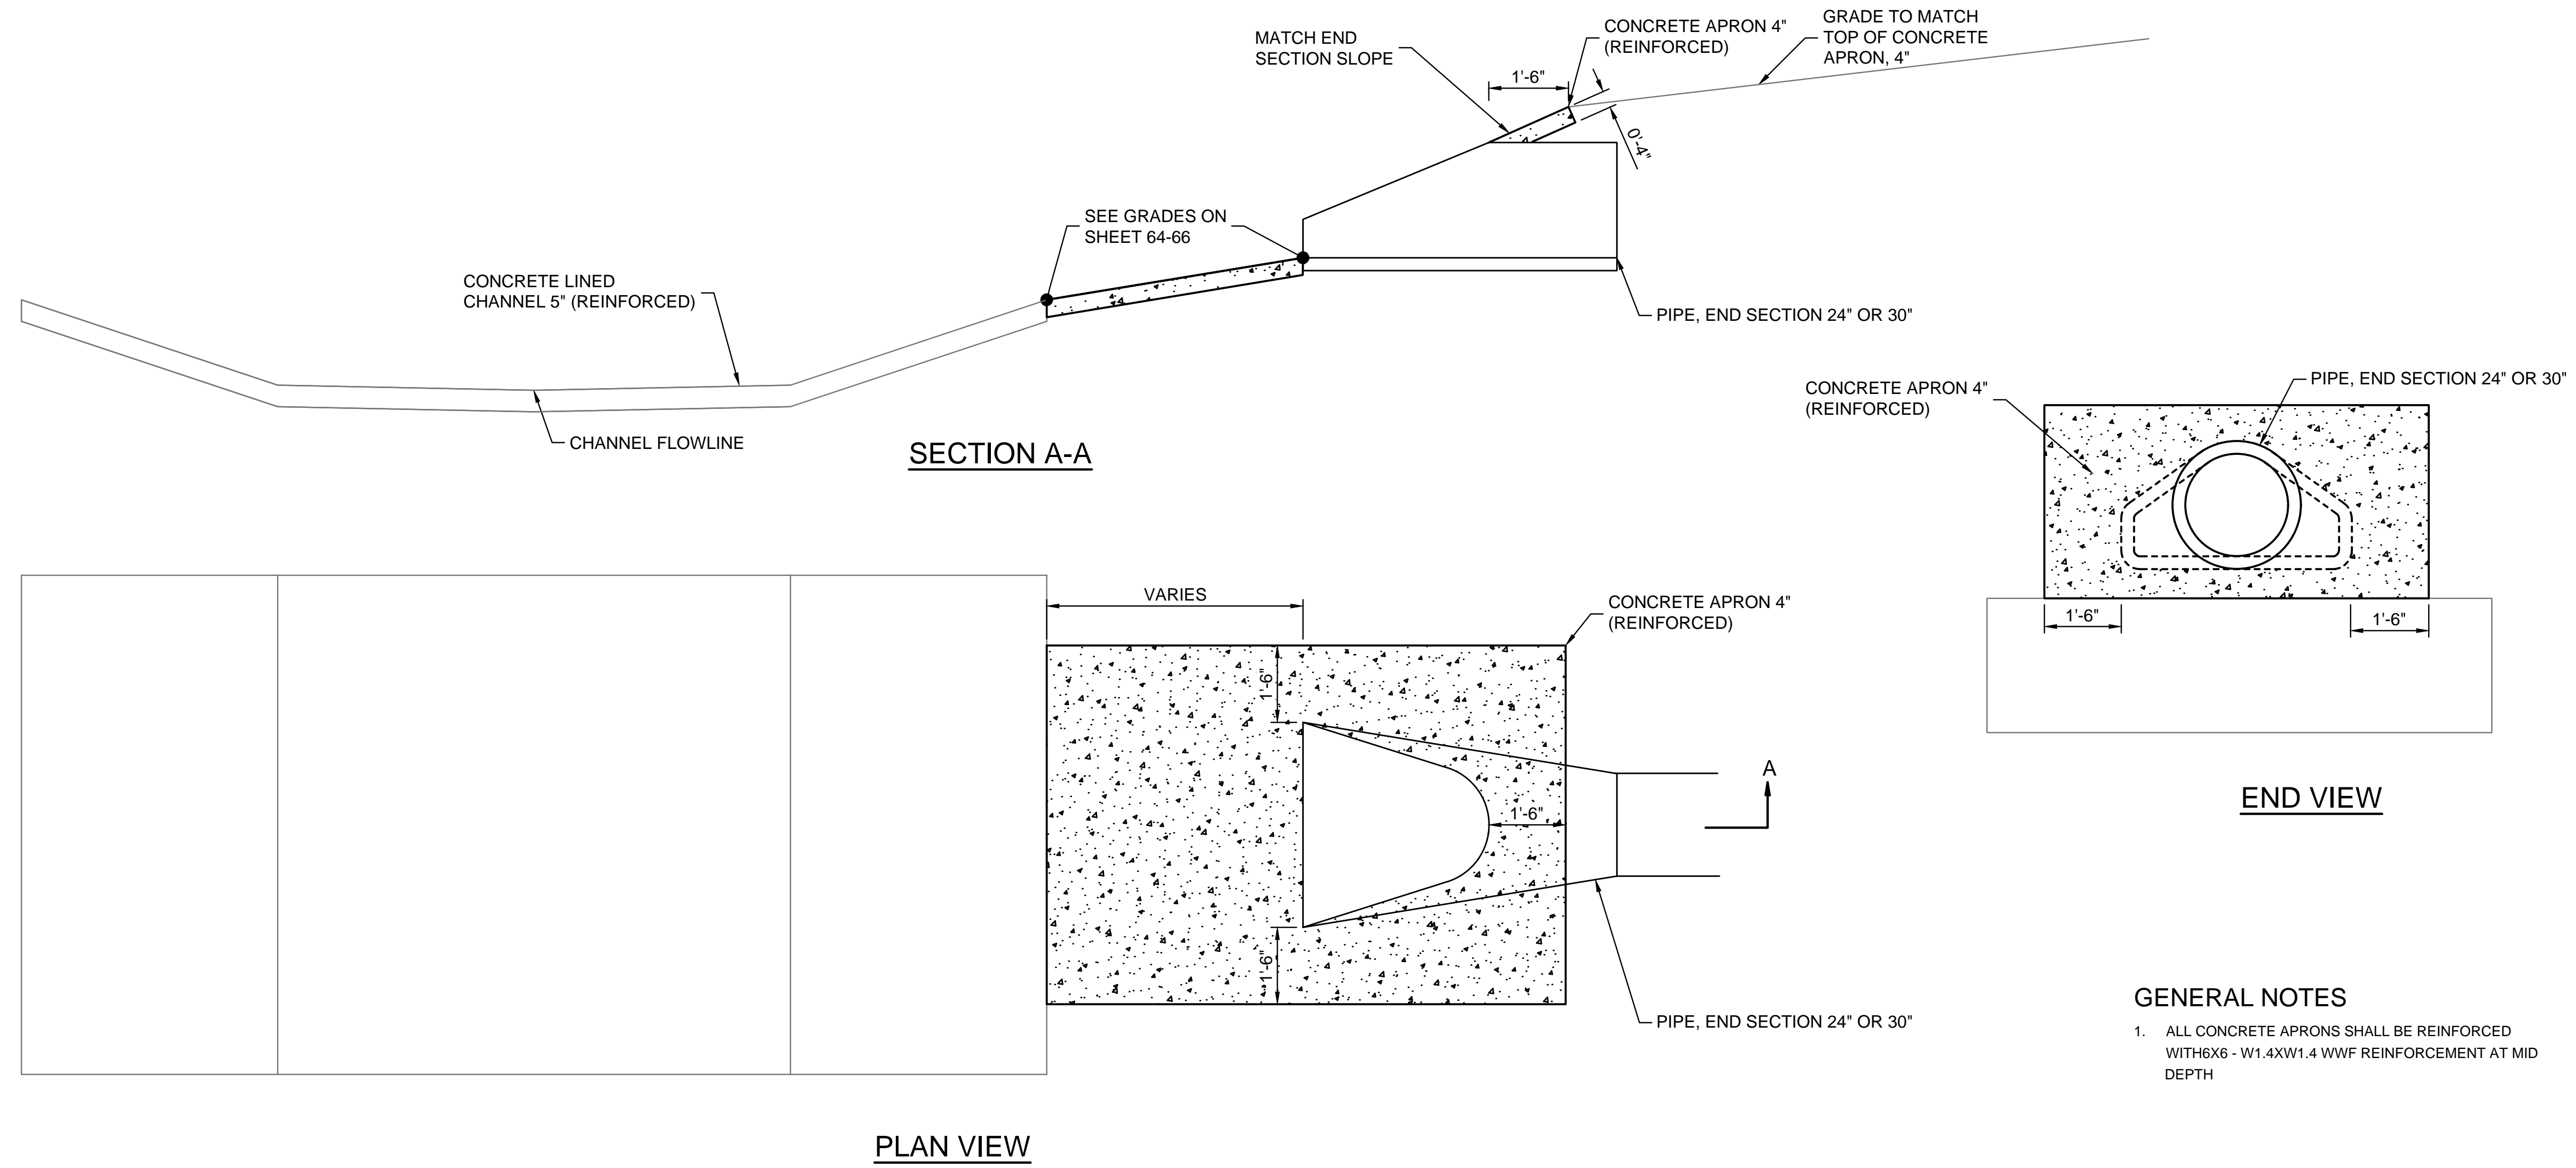 MATCH END
SECTION SLOPE
CONCRETE APRON 4"
(REINFORCED)
GRADE TO MATCH
TOP OF CONCRETE
APRON, 4"
1'-6"
0'-4"
SEE GRADES ON
SHEET 64-66
CONCRETE LINED
CHANNEL 5" (REINFORCED)
PIPE, END SECTION 24" OR 30"
CHANNEL FLOWLINE
SECTION A-A
CONCRETE APRON 4"
(REINFORCED)
PIPE, END SECTION 24" OR 30"
1'-6"
1'-6"
END VIEW
VARIES
CONCRETE APRON 4"
(REINFORCED)
1'-6"
1'-6"
1'-6"
A
PIPE, END SECTION 24" OR 30"
PLAN VIEW
GENERAL NOTES
1. ALL CONCRETE APRONS SHALL BE REINFORCED
WITH6X6 - W1.4XW1.4 WWF REINFORCEMENT AT MID
DEPTH